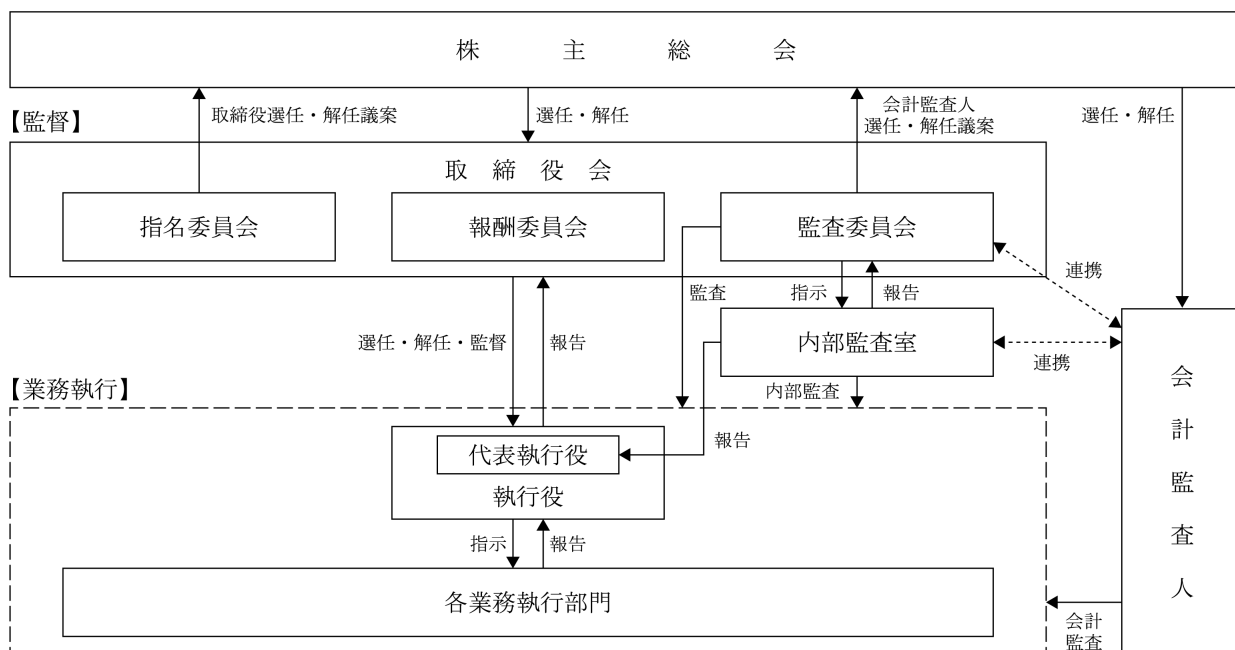 株主総会
取締役選任・解任議案
選任・解任
会計監査人
選任・解任議案
選任・解任
【監督】
取締役会
指名委員会
報酬委員会
監査委員会
連携
監査
指示
報告
選任・解任・監督
報告
内部監査室
連携
【業務執行】
内部監査
報告
代表執行役
執行役
指示
報告
各業務執行部門
会計監査人
会計
監査